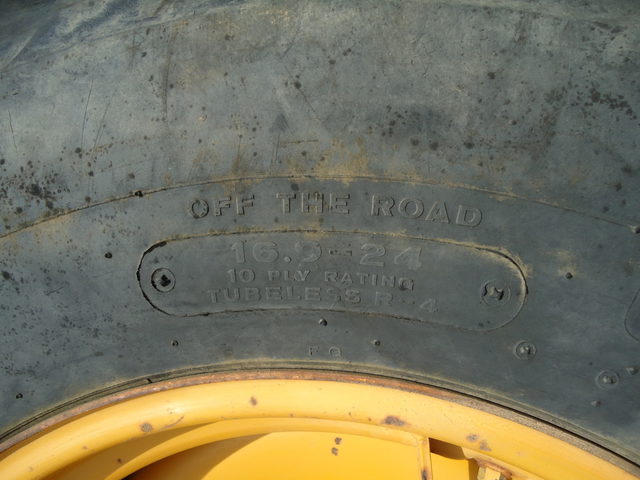 OFF THE ROAD
16.9-24
10 PLY RATING
TUBELESS R-4